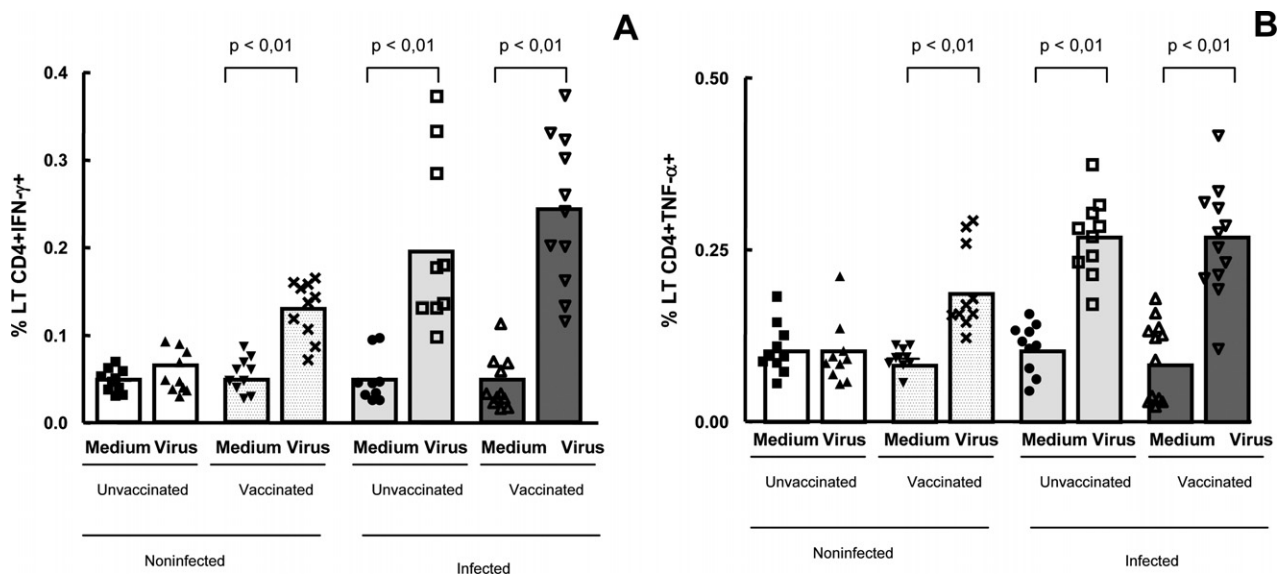 A
p < 0,01 p < 0,01 p < 0,01
% LT CD4+IFN-γ+
0.4
0.3
0.2
0.1
0.0
Medium Virus Medium Virus Medium Virus Medium Virus
Unvaccinated Vaccinated Unvaccinated Vaccinated
Noninfected Infected
B
p < 0,01 p < 0,01 p < 0,01
% LT CD4+TNF-α+
0.50
0.25
0.00
Medium Virus Medium Virus Medium Virus Medium Virus
Unvaccinated Vaccinated Unvaccinated Vaccinated
Noninfected Infected